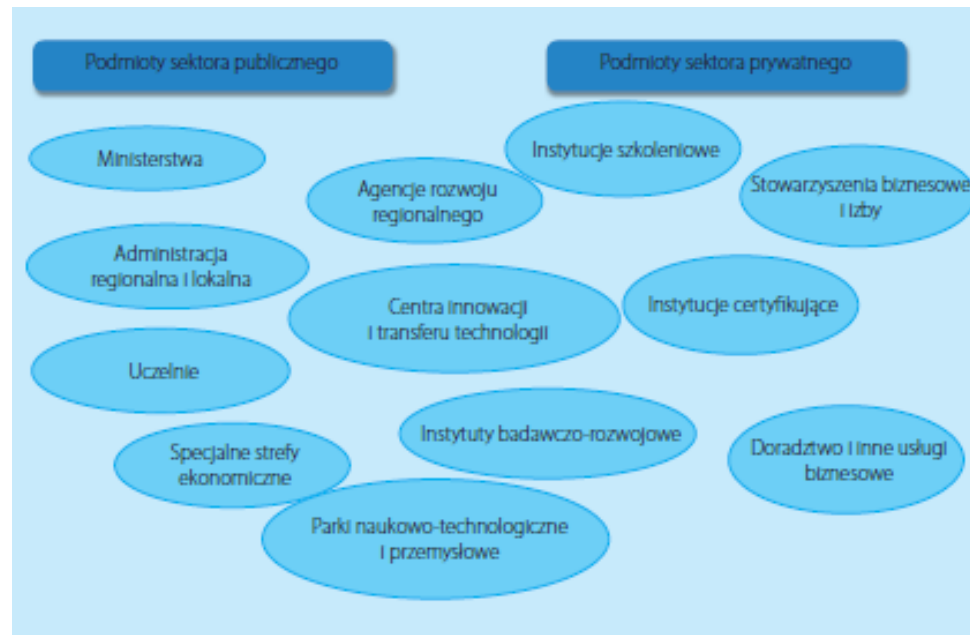 Podmioty sektora publicznego
Podmioty sektora prywatnego
Ministerstwa
Instytucje szkoleniowe
Agencje rozwoju
regionalnego
Stowarzyszenia biznesowe
i izby
Administracja
regionalna i lokalna
Centra innowacji
i transferu technologii
Instytucje certyfikujące
Uczelnie
Instytuty badawczo-rozwojowe
Specjalne strefy
ekonomiczne
Doradztwo i inne usługi
biznesowe
Parki naukowo-technologiczne
i przemysłowe